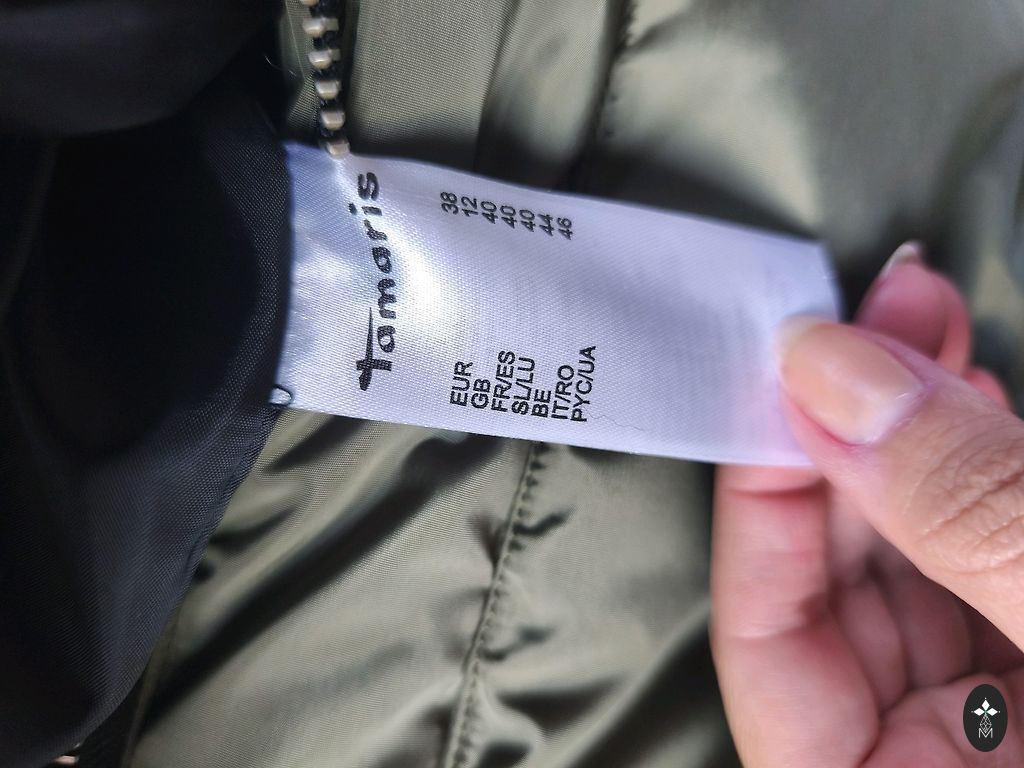 tamaris
EUR 38
GB 12
FR/ES 40
SL/LU 40
BE 40
IT/RO 44
PYC/UA 46
M